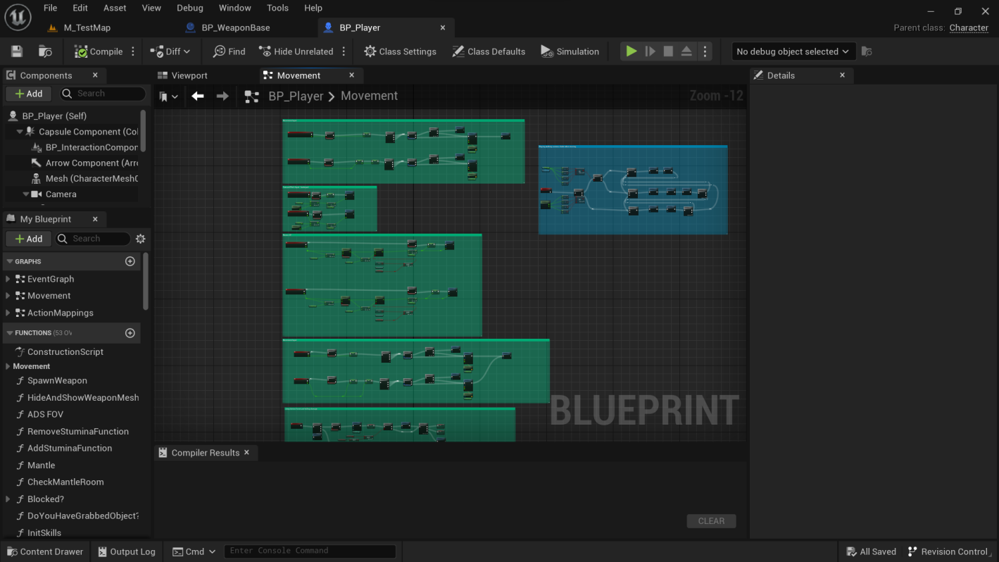 File Edit Asset View Debug Window Tools Help
M_TestMap BP_WeaponBase BP_Player Parent class: Character
Compile Diff Find Hide Unrelated Class Settings Class Defaults Simulation No debug object selected
Components Viewport Movement Details
Add Search BP_Player Movement Zoom -12
BP_Player (Self)
Capsule Component (Col
BP_InteractionCompor
Arrow Component (Arr
Mesh (CharacterMesh
Camera
My Blueprint
Add Search
GRAPHS
EventGraph
Movement
ActionMappings
FUNCTIONS (53 OV
ConstructionScript
Movement
SpawnWeapon
HideAndShowWeaponMesh
ADS FOV
RemoveStuminaFunction
AddStuminaFunction
Mantle
CheckMantleRoom
Blocked?
DoYouHaveGrabbedObject?
InitSkills
BLUEPRINT
Compiler Results
CLEAR
Content Drawer Output Log Cmd Enter Console Command All Saved Revision Control